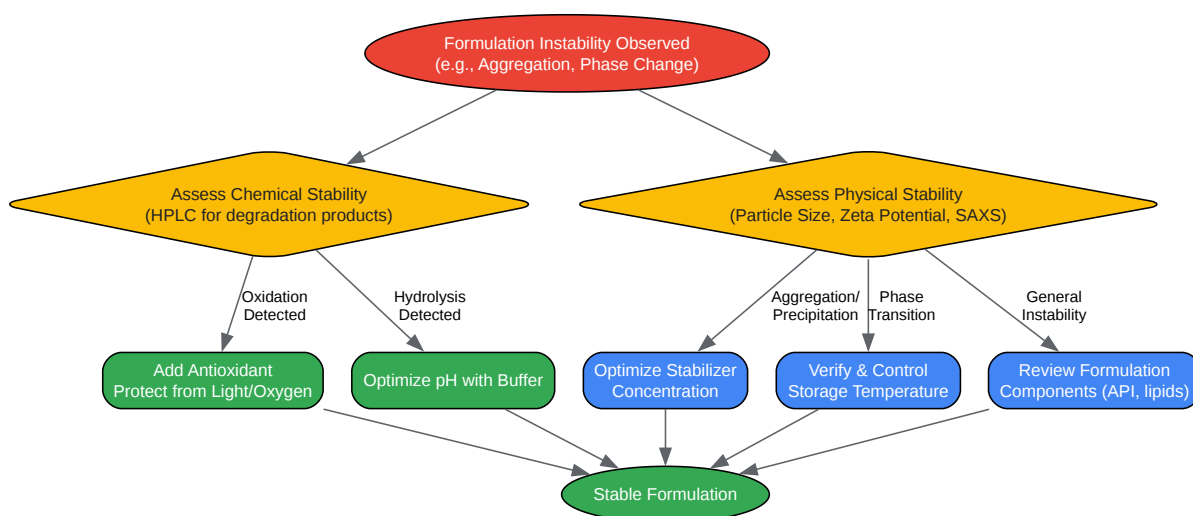 Formulation Instability Observed
(e.g., Aggregation, Phase Change)
Assess Chemical Stability
(HPLC for degradation products)
Assess Physical Stability
(Particle Size, Zeta Potential, SAXS)
Oxidation
Detected
Hydrolysis
Detected
Aggregation/
Precipitation
Phase
Transition
General
Instability
Add Antioxidant
Protect from Light/Oxygen
Optimize pH with Buffer
Optimize Stabilizer
Concentration
Verify & Control
Storage Temperature
Review Formulation
Components (API, lipids)
Stable Formulation